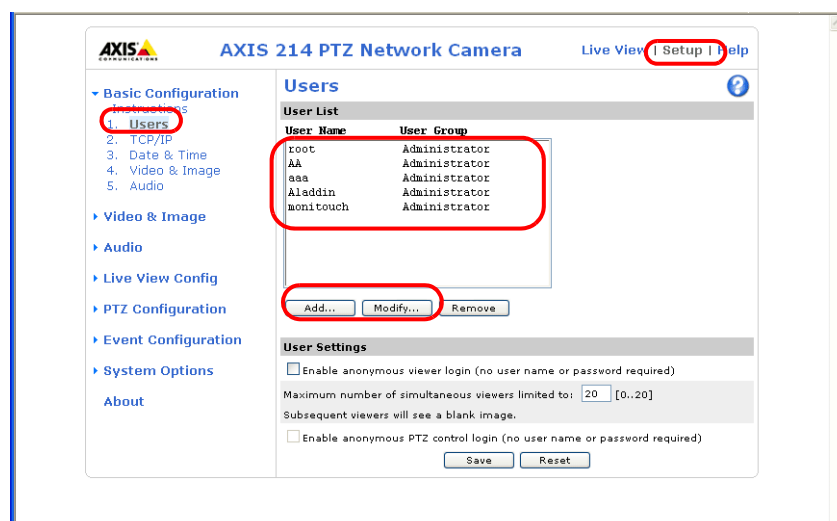 AXIS COMMUNICATIONS
AXIS 214 PTZ Network Camera
Live View | Setup | Help
Basic Configuration
Instructions
1. Users
2. TCP/IP
3. Date & Time
4. Video & Image
5. Audio
Video & Image
Audio
Live View Config
PTZ Configuration
Event Configuration
System Options
About
Users
?
User List
User Name User Group
root Administrator
AA Administrator
aaa Administrator
Aladdin Administrator
monitouch Administrator
Add... Modify... Remove
User Settings
Enable anonymous viewer login (no user name or password required)
Maximum number of simultaneous viewers limited to: 20 [0..20]
Subsequent viewers will see a blank image.
Enable anonymous PTZ control login (no user name or password required)
Save Reset